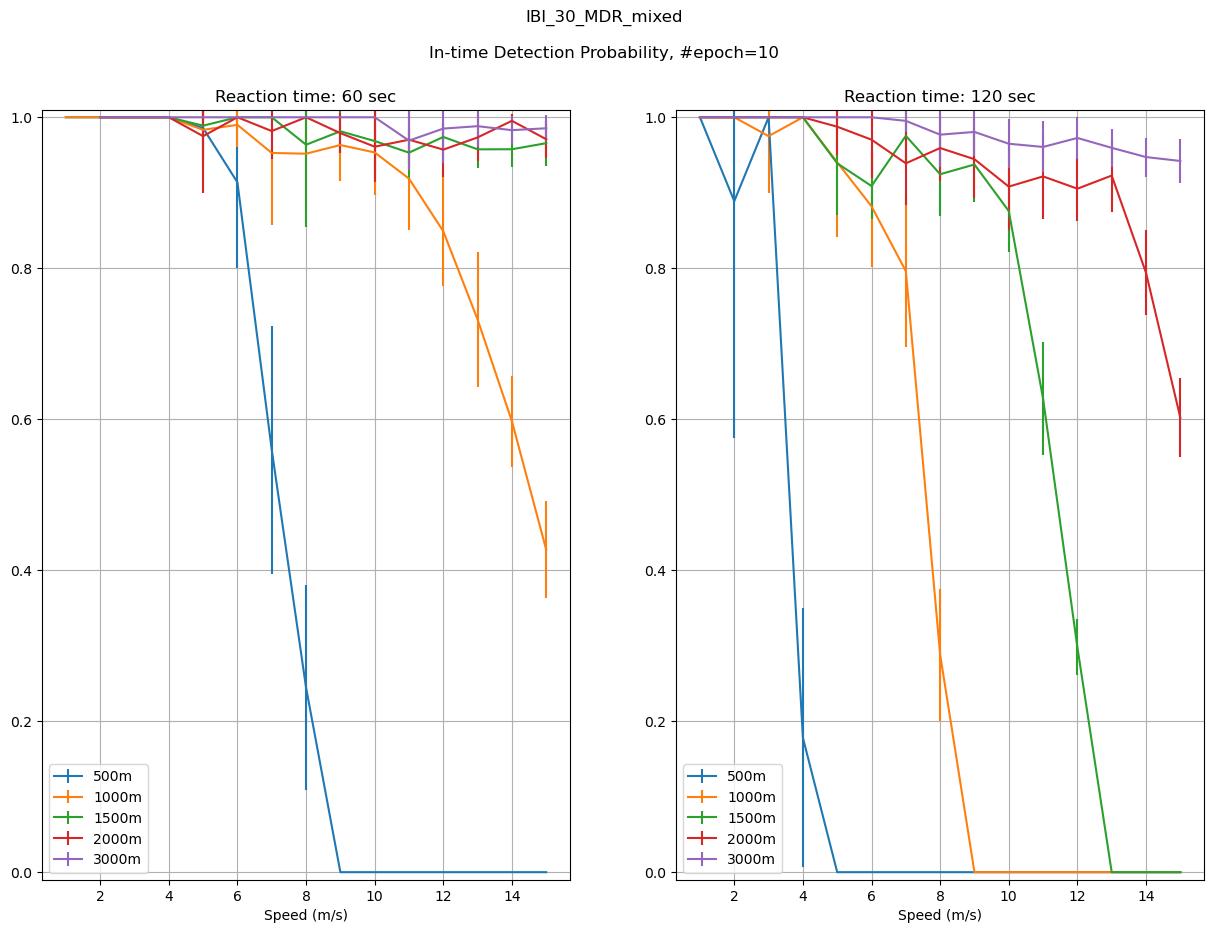 IBI_30_MDR_mixed
In-time Detection Probability, #epoch=10
Reaction time: 60 sec
1.0
0.8
0.6
0.4
0.2
0.0
2 4 6 8 10 12 14
Speed (m/s)
500m
1000m
1500m
2000m
3000m
Reaction time: 120 sec
1.0
0.8
0.6
0.4
0.2
0.0
2 4 6 8 10 12 14
Speed (m/s)
500m
1000m
1500m
2000m
3000m